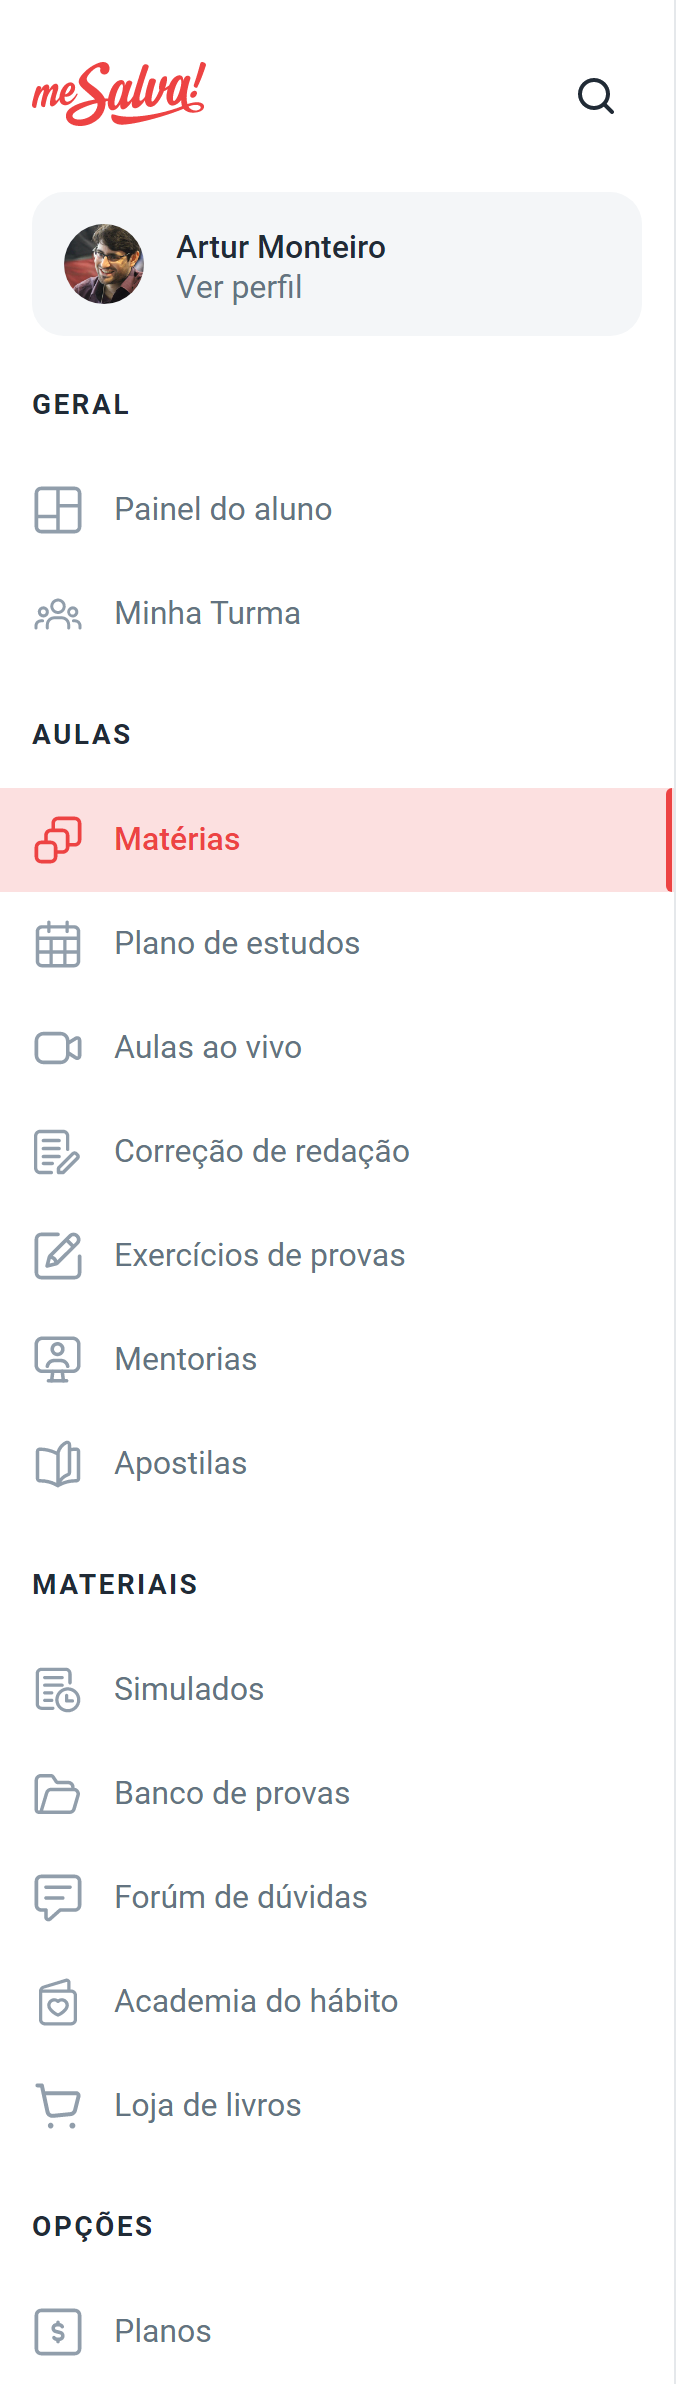 meSalva!
Artur Monteiro
Ver perfil
GERAL
Painel do aluno
Minha Turma
AULAS
Matérias
Plano de estudos
Aulas ao vivo
Correção de redação
Exercícios de provas
Mentorias
Apostilas
MATERIAIS
Simulados
Banco de provas
Forúm de dúvidas
Academia do hábito
Loja de livros
OPÇÕES
$ Planos